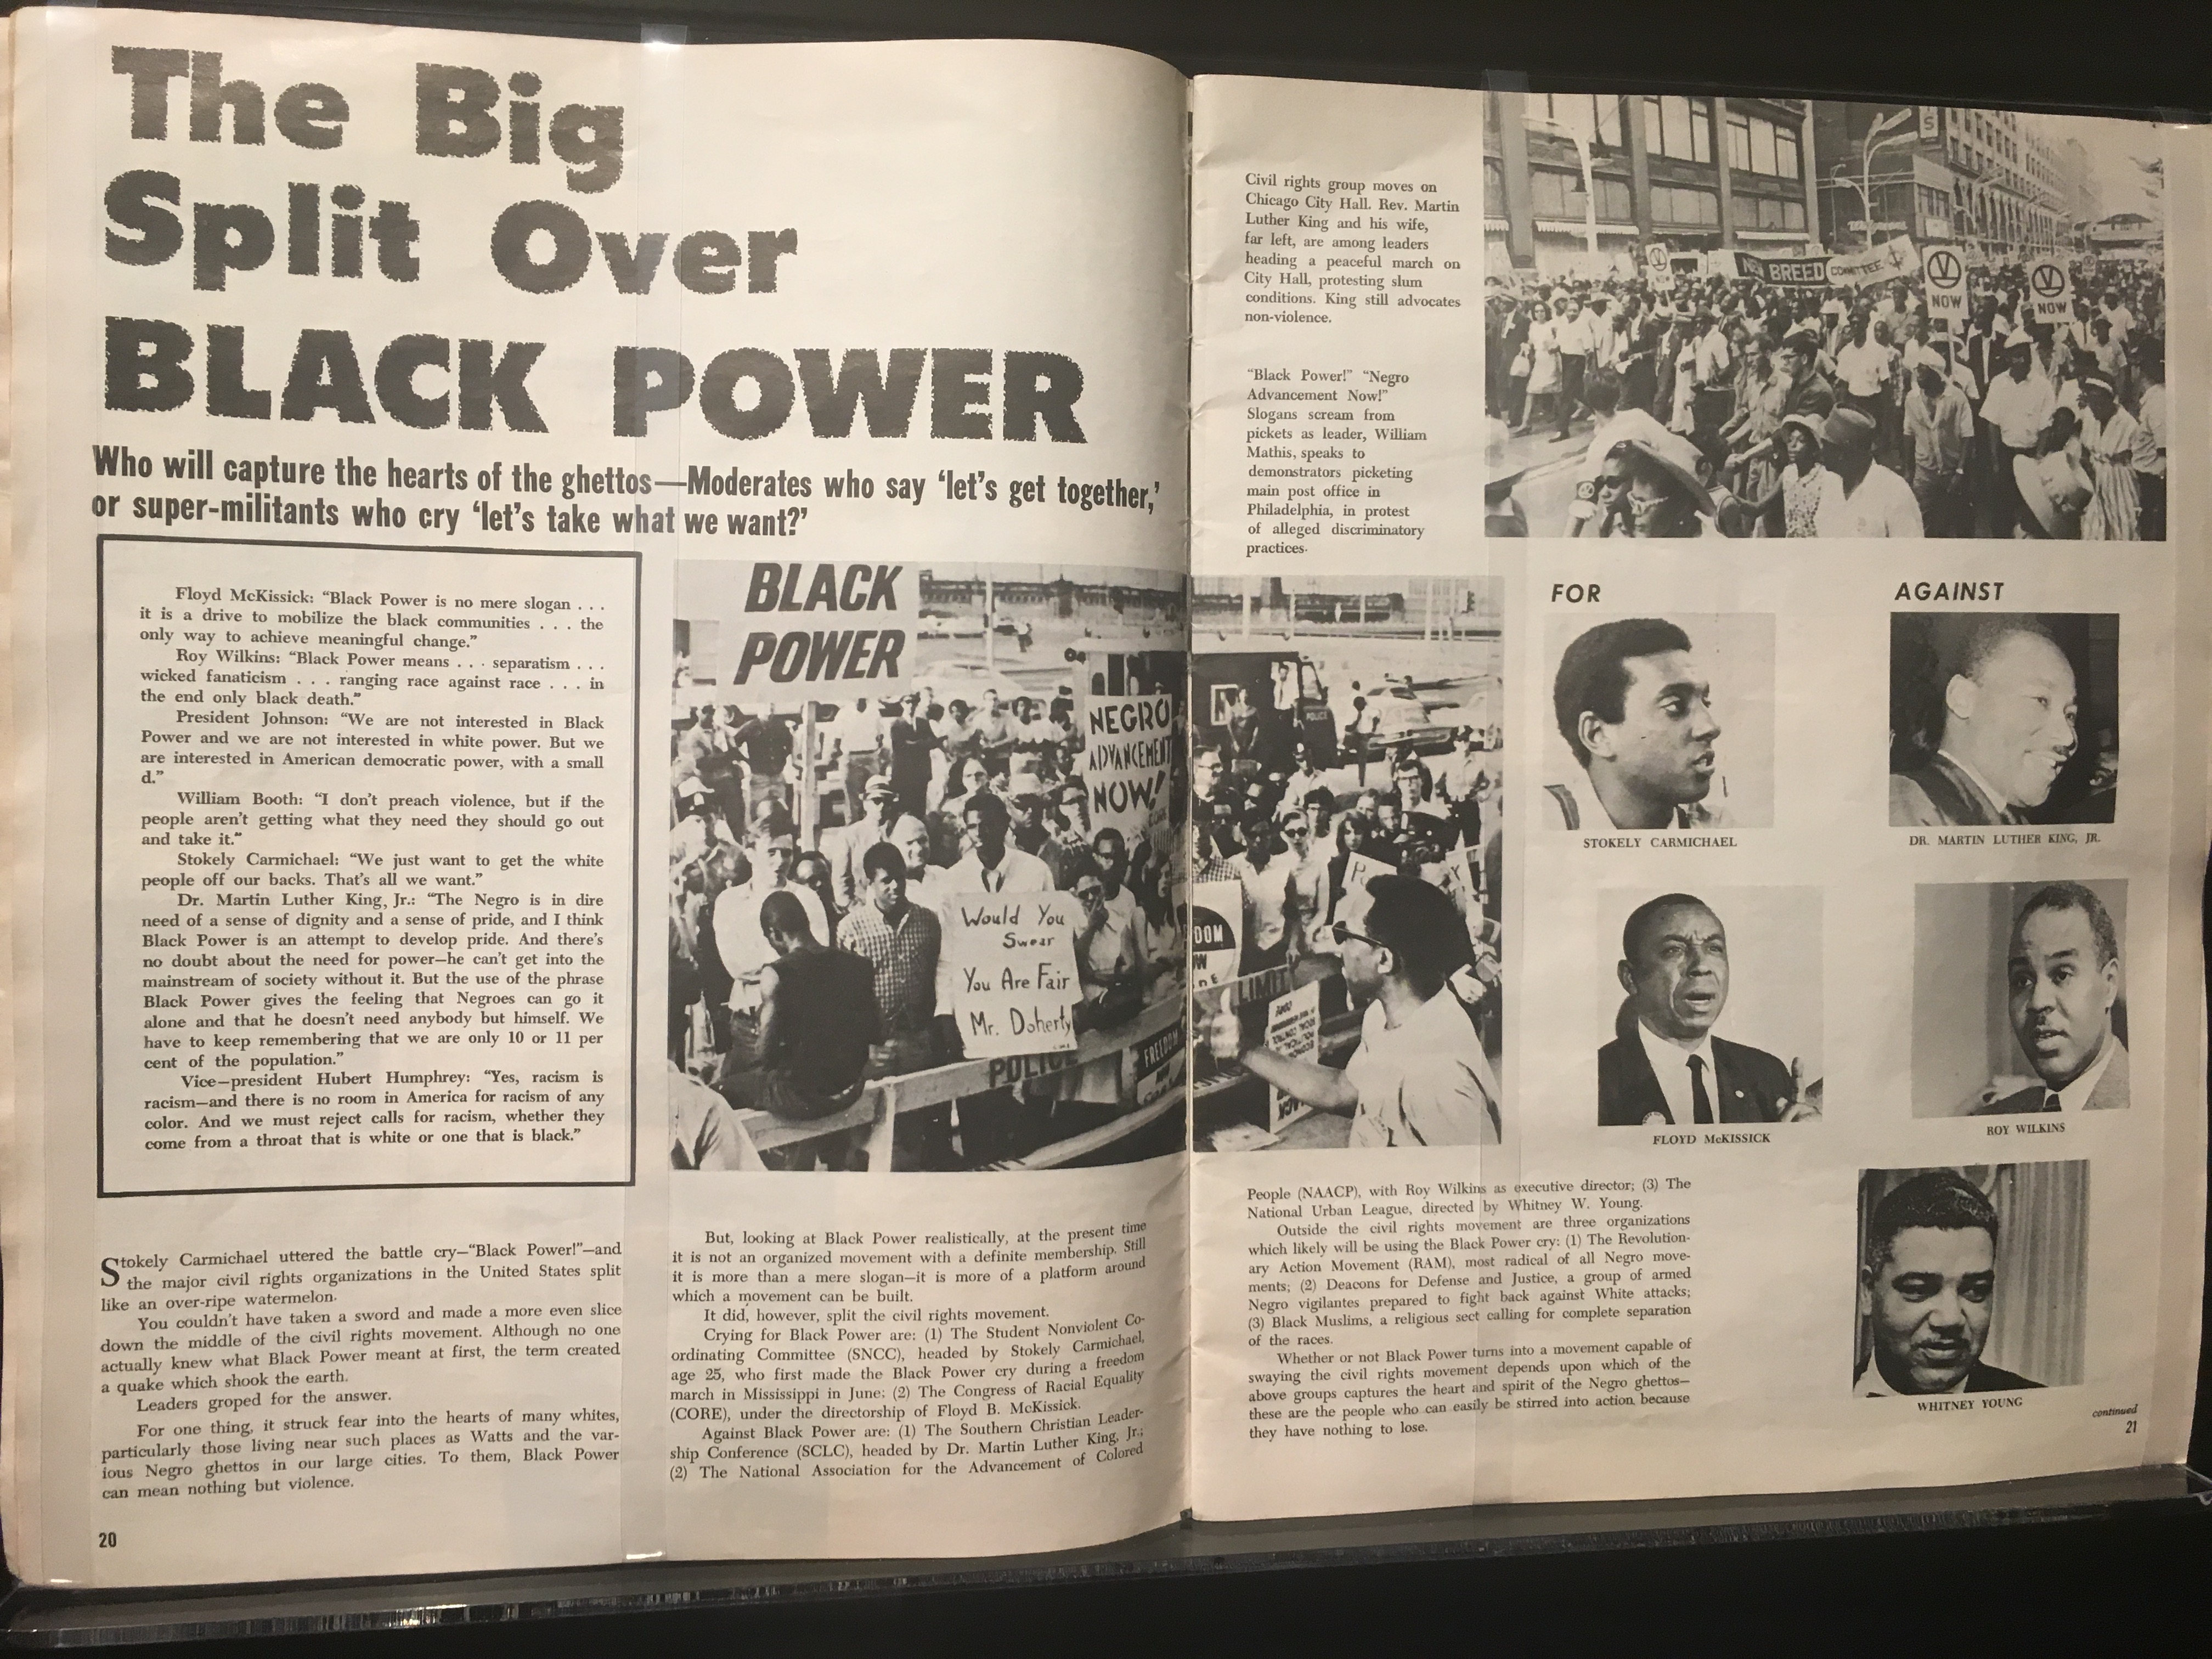 The Big
Split Over
BLACK POWER
Who will capture the hearts of the ghettos—Moderates who say ‘let’s get together,’
or super-militants who cry ‘let’s take what we want?’
Floyd McKissick: “Black Power is no mere slogan . . .
it is a drive to mobilize the black communities . . . the
only way to achieve meaningful change.”
Roy Wilkins: “Black Power means . . . separatism . . .
wicked fanaticism . . . ranging race against race . . . in
the end only black death.”
President Johnson: “We are not interested in Black
Power and we are not interested in white power. But we
are interested in American democratic power, with a small
d.”
William Booth: “I don’t preach violence, but if the
people aren’t getting what they need they should go out
and take it.”
Stokely Carmichael: “We just want to get the white
people off our backs. That’s all we want.”
Dr. Martin Luther King, Jr.: “The Negro is in dire
need of a sense of dignity and a sense of pride, and I think
Black Power is an attempt to develop pride. And there’s
no doubt about the need for power—he can’t get into the
mainstream of society without it. But the use of the phrase
Black Power gives the feeling that Negroes can go it
alone and that he doesn’t need anybody but himself. We
have to keep remembering that we are only 10 or 11 per
cent of the population.”
Vice—president Hubert Humphrey: “Yes, racism is
racism—and there is no room in America for racism of any
color. And we must reject calls for racism, whether they
come from a throat that is white or one that is black.”
Stokely Carmichael uttered the battle cry—“Black Power!”—and
the major civil rights organizations in the United States split
like an over-ripe watermelon.
You couldn’t have taken a sword and made a more even slice
down the middle of the civil rights movement. Although no one
actually knew what Black Power meant at first, the term created
a quake which shook the earth.
Leaders groped for the answer.
For one thing, it struck fear into the hearts of many whites,
particularly those living near such places as Watts and the var-
ious Negro ghettos in our large cities. To them, Black Power
can mean nothing but violence.
20
BLACK
POWER
NEGRO
ADVANCEMENT
NOW!
CORE
Would You
Swear
You Are Fair
Mr. Doherty
POLICE
FREEDOM
NOW
POLICE
DOM
LIMIT
But, looking at Black Power realistically, at the present time
it is not an organized movement with a definite membership. Still
it is more than a mere slogan—it is more of a platform around
which a movement can be built.
It did, however, split the civil rights movement.
Crying for Black Power are: (1) The Student Nonviolent Co-
ordinating Committee (SNCC), headed by Stokely Carmichael,
age 25, who first made the Black Power cry during a freedom
march in Mississippi in June; (2) The Congress of Racial Equality
(CORE), under the directorship of Floyd B. McKissick.
Against Black Power are: (1) The Southern Christian Leader-
ship Conference (SCLC), headed by Dr. Martin Luther King, Jr.;
(2) The National Association for the Advancement of Colored
Civil rights group moves on
Chicago City Hall. Rev. Martin
Luther King and his wife,
far left, are among leaders
heading a peaceful march on
City Hall, protesting slum
conditions. King still advocates
non-violence.
“Black Power!” “Negro
Advancement Now!”
Slogans scream from
pickets as leader, William
Mathis, speaks to
demonstrators picketing
main post office in
Philadelphia, in protest
of alleged discriminatory
practices.
S
BREED COMMITTEE
NOW
NOW
FOR
AGAINST
STOKELY CARMICHAEL
DR. MARTIN LUTHER KING, JR.
FLOYD McKISSICK
ROY WILKINS
WHITNEY YOUNG
People (NAACP), with Roy Wilkins as executive director; (3) The
National Urban League, directed by Whitney W. Young.
Outside the civil rights movement are three organizations
which likely will be using the Black Power cry: (1) The Revolution-
ary Action Movement (RAM), most radical of all Negro move-
ments; (2) Deacons for Defense and Justice, a group of armed
Negro vigilantes prepared to fight back against White attacks;
(3) Black Muslims, a religious sect calling for complete separation
of the races.
Whether or not Black Power turns into a movement capable of
swaying the civil rights movement depends upon which of the
above groups captures the heart and spirit of the Negro ghettos—
these are the people who can easily be stirred into action because
they have nothing to lose.
continued
21